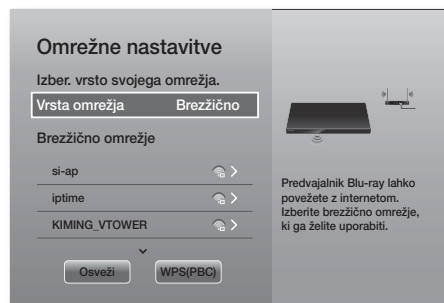 Omrežne nastavitve
Izber. vrsto svojega omrežja.
Vrsta omrežja Brezžično
Brezžično omrežje
si-ap
iptime
KIMING_VTOWER
Osveži WPS(PBC)
Predvajalnik Blu-ray lahko
povežete z internetom.
Izberite brezžično omrežje,
ki ga želite uporabiti.